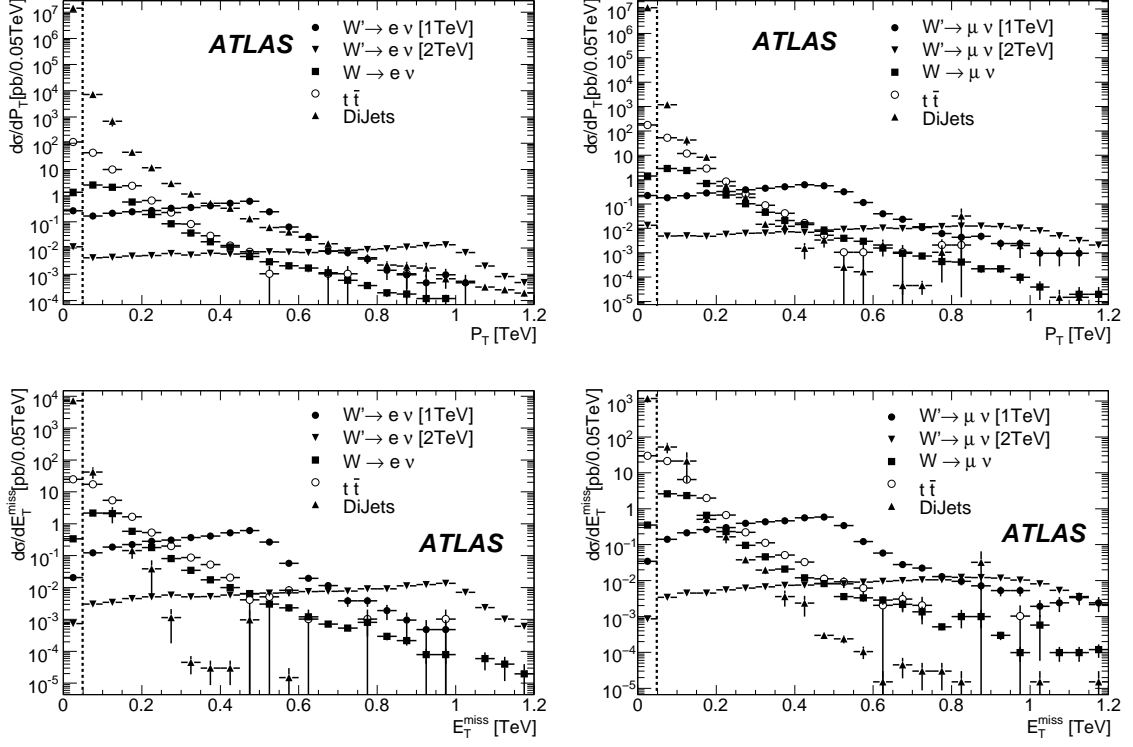 dσ/dP_T[pb/0.05TeV]
10^7
10^6
10^5
10^4
10^3
10^2
10
1
10^-1
10^-2
10^-3
10^-4
ATLAS
W'→ e ν [1TeV]
W'→ e ν [2TeV]
W → e ν
t t̄
DiJets
0 0.2 0.4 0.6 0.8 1 1.2
P_T [TeV]
dσ/dP_T[pb/0.05TeV]
10^7
10^6
10^5
10^4
10^3
10^2
10
1
10^-1
10^-2
10^-3
10^-4
10^-5
ATLAS
W'→ μ ν [1TeV]
W'→ μ ν [2TeV]
W → μ ν
t t̄
DiJets
0 0.2 0.4 0.6 0.8 1 1.2
P_T [TeV]
dσ/dE_T^miss[pb/0.05TeV]
10^4
10^3
10^2
10
1
10^-1
10^-2
10^-3
10^-4
10^-5
W'→ e ν [1TeV]
W'→ e ν [2TeV]
W → e ν
t t̄
DiJets
ATLAS
0 0.2 0.4 0.6 0.8 1 1.2
E_T^miss [TeV]
dσ/dE_T^miss[pb/0.05TeV]
10^3
10^2
10
1
10^-1
10^-2
10^-3
10^-4
10^-5
W'→ μ ν [1TeV]
W'→ μ ν [2TeV]
W → μ ν
t t̄
DiJets
ATLAS
0 0.2 0.4 0.6 0.8 1 1.2
E_T^miss [TeV]